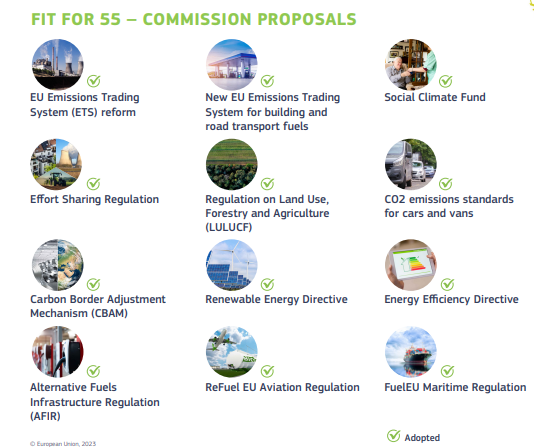 FIT FOR 55 – COMMISSION PROPOSALS
EU Emissions Trading
System (ETS) reform
New EU Emissions Trading
System for building and
road transport fuels
Social Climate Fund
Effort Sharing Regulation
Regulation on Land Use,
Forestry and Agriculture
(LULUCF)
CO2 emissions standards
for cars and vans
Carbon Border Adjustment
Mechanism (CBAM)
Renewable Energy Directive
Energy Efficiency Directive
Alternative Fuels
Infrastructure Regulation
(AFIR)
ReFuel EU Aviation Regulation
FuelEU Maritime Regulation
Adopted
© European Union, 2023